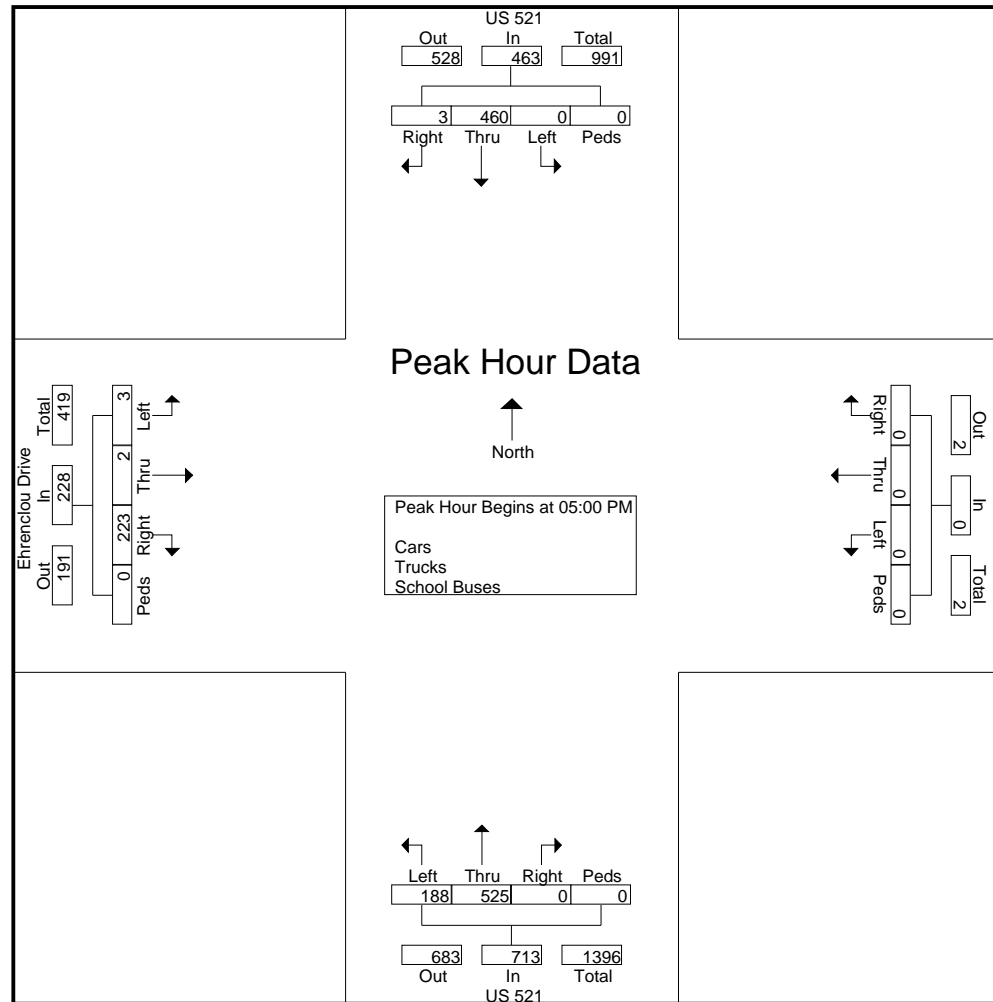 US 521
Out In Total
528 463 991
3 460 0 0
Right Thru Left Peds
Peak Hour Data
North
Peak Hour Begins at 05:00 PM
Cars
Trucks
School Buses
Ehrenclou Drive
Out In Total
191 228 419
0 223 2 3
Peds Right Thru Left
Out In Total
2 0 2
0 0 0 0
Right Thru Left Peds
Left Thru Right Peds
188 525 0 0
683 713 1396
Out In Total
US 521